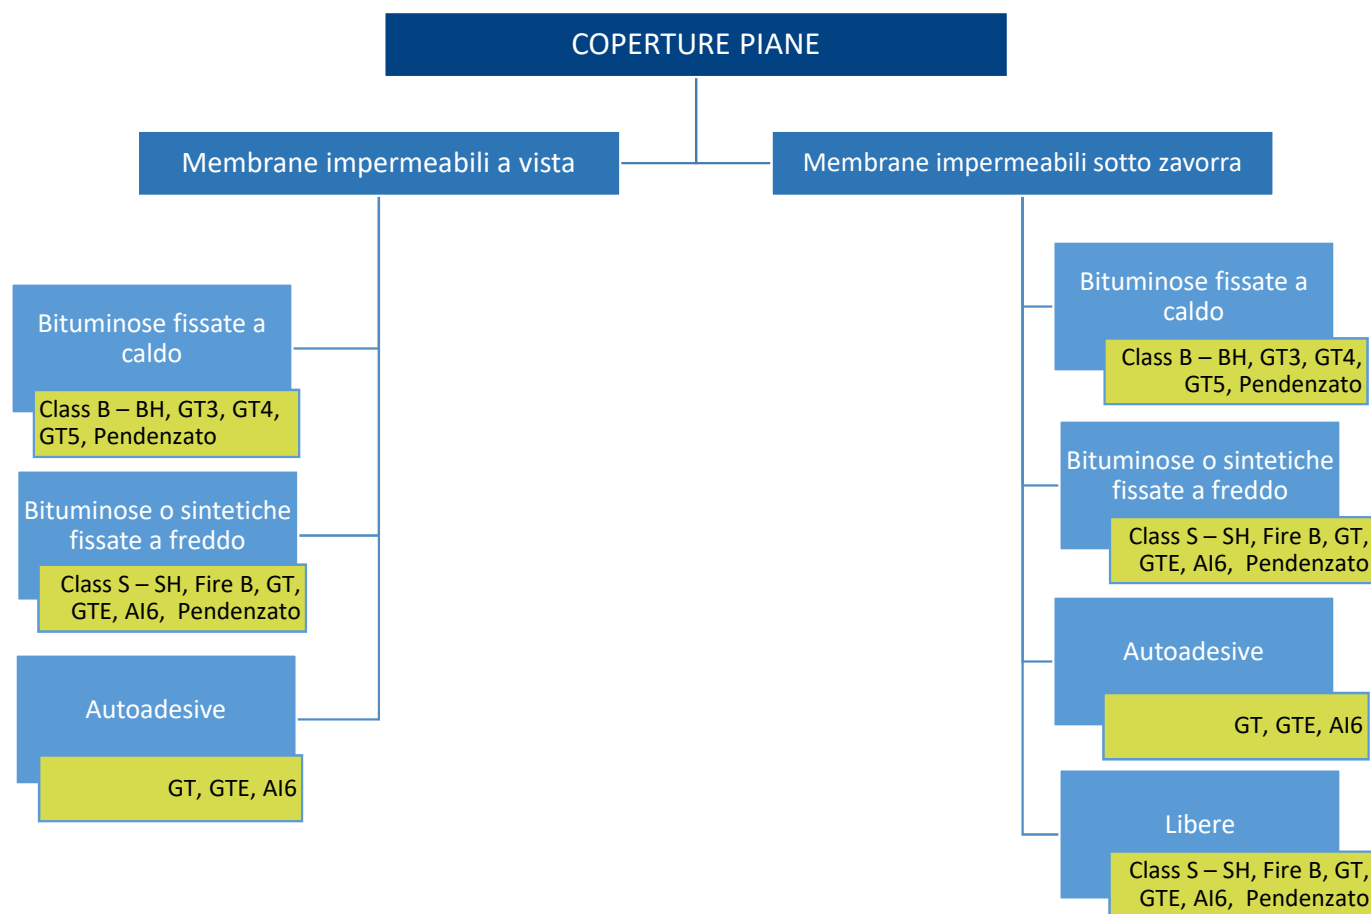 COPERTURE PIANE
Membrane impermeabili a vista
Membrane impermeabili sotto zavorra
Bituminose fissate a
caldo
Class B – BH, GT3, GT4,
GT5, Pendenzato
Bituminose o sintetiche
fissate a freddo
Class S – SH, Fire B, GT,
GTE, AI6, Pendenzato
Autoadesive
GT, GTE, AI6
Bituminose fissate a
caldo
Class B – BH, GT3, GT4,
GT5, Pendenzato
Bituminose o sintetiche
fissate a freddo
Class S – SH, Fire B, GT,
GTE, AI6, Pendenzato
Autoadesive
GT, GTE, AI6
Libere
Class S – SH, Fire B, GT,
GTE, AI6, Pendenzato